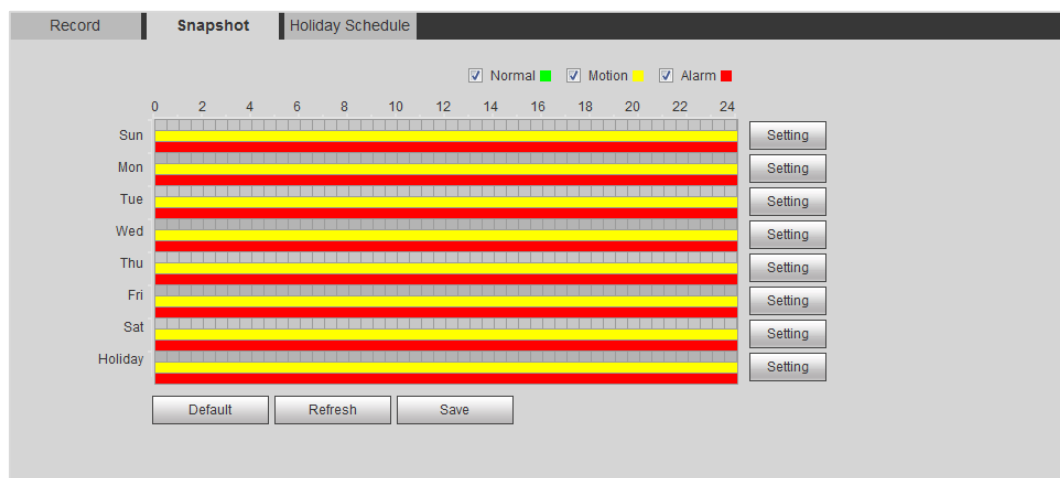 Record Snapshot Holiday Schedule
Normal Motion Alarm
0 2 4 6 8 10 12 14 16 18 20 22 24
Sun Setting
Mon Setting
Tue Setting
Wed Setting
Thu Setting
Fri Setting
Sat Setting
Holiday Setting
Default Refresh Save